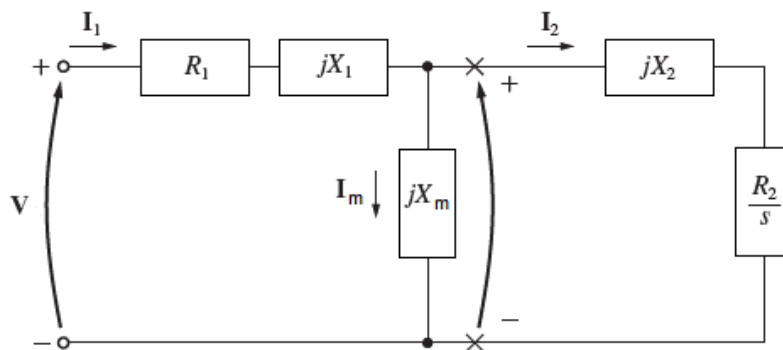 I₁
I₂
+
R₁
jX₁
+
jX₂
V
Iₘ
jXₘ
R₂
s
−
−